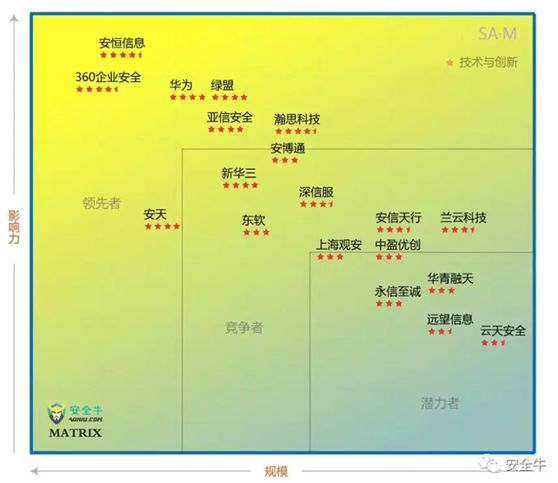 SA·M
★ 技术与创新
安恒信息
360企业安全
华为
绿盟
亚信安全
瀚思科技
安博通
新华三
深信服
领先者
安天
东软
安信天行
兰云科技
上海观安
中盈优创
华青融天
永信至诚
远望信息
云天安全
竞争者
潜力者
影响力
安全牛
AQNIU.COM
MATRIX
规模
安全牛